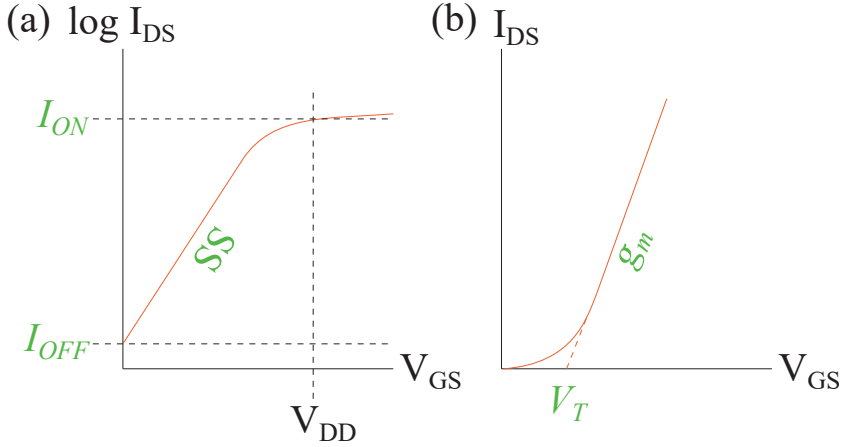 (a) log I_DS
I_ON
SS
I_OFF
V_GS
V_DD
(b)
I_DS
g_m
V_T
V_GS